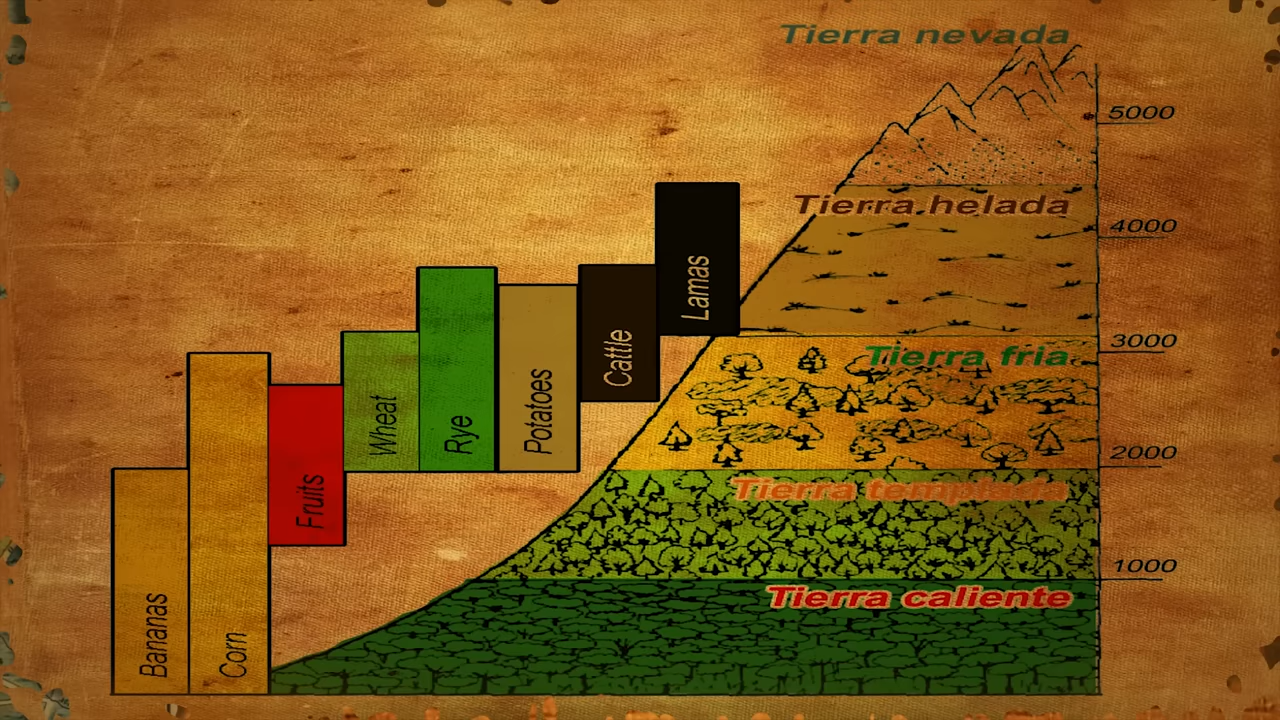 Tierra nevada
5000
Tierra helada
4000
Lamas
3000
Tierra fria
Cattle
Wheat
Rye
Potatoes
2000
Tierra templada
Fruits
1000
Tierra caliente
Bananas
Corn